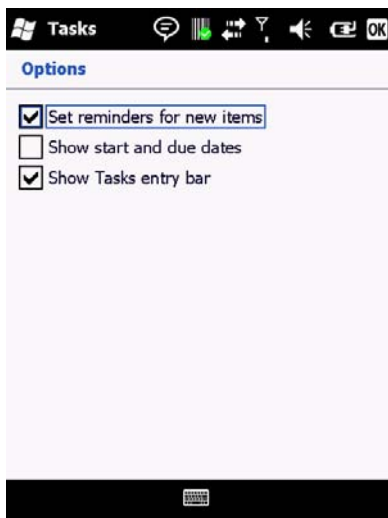 Tasks
OK
Options
Set reminders for new items
Show start and due dates
Show Tasks entry bar